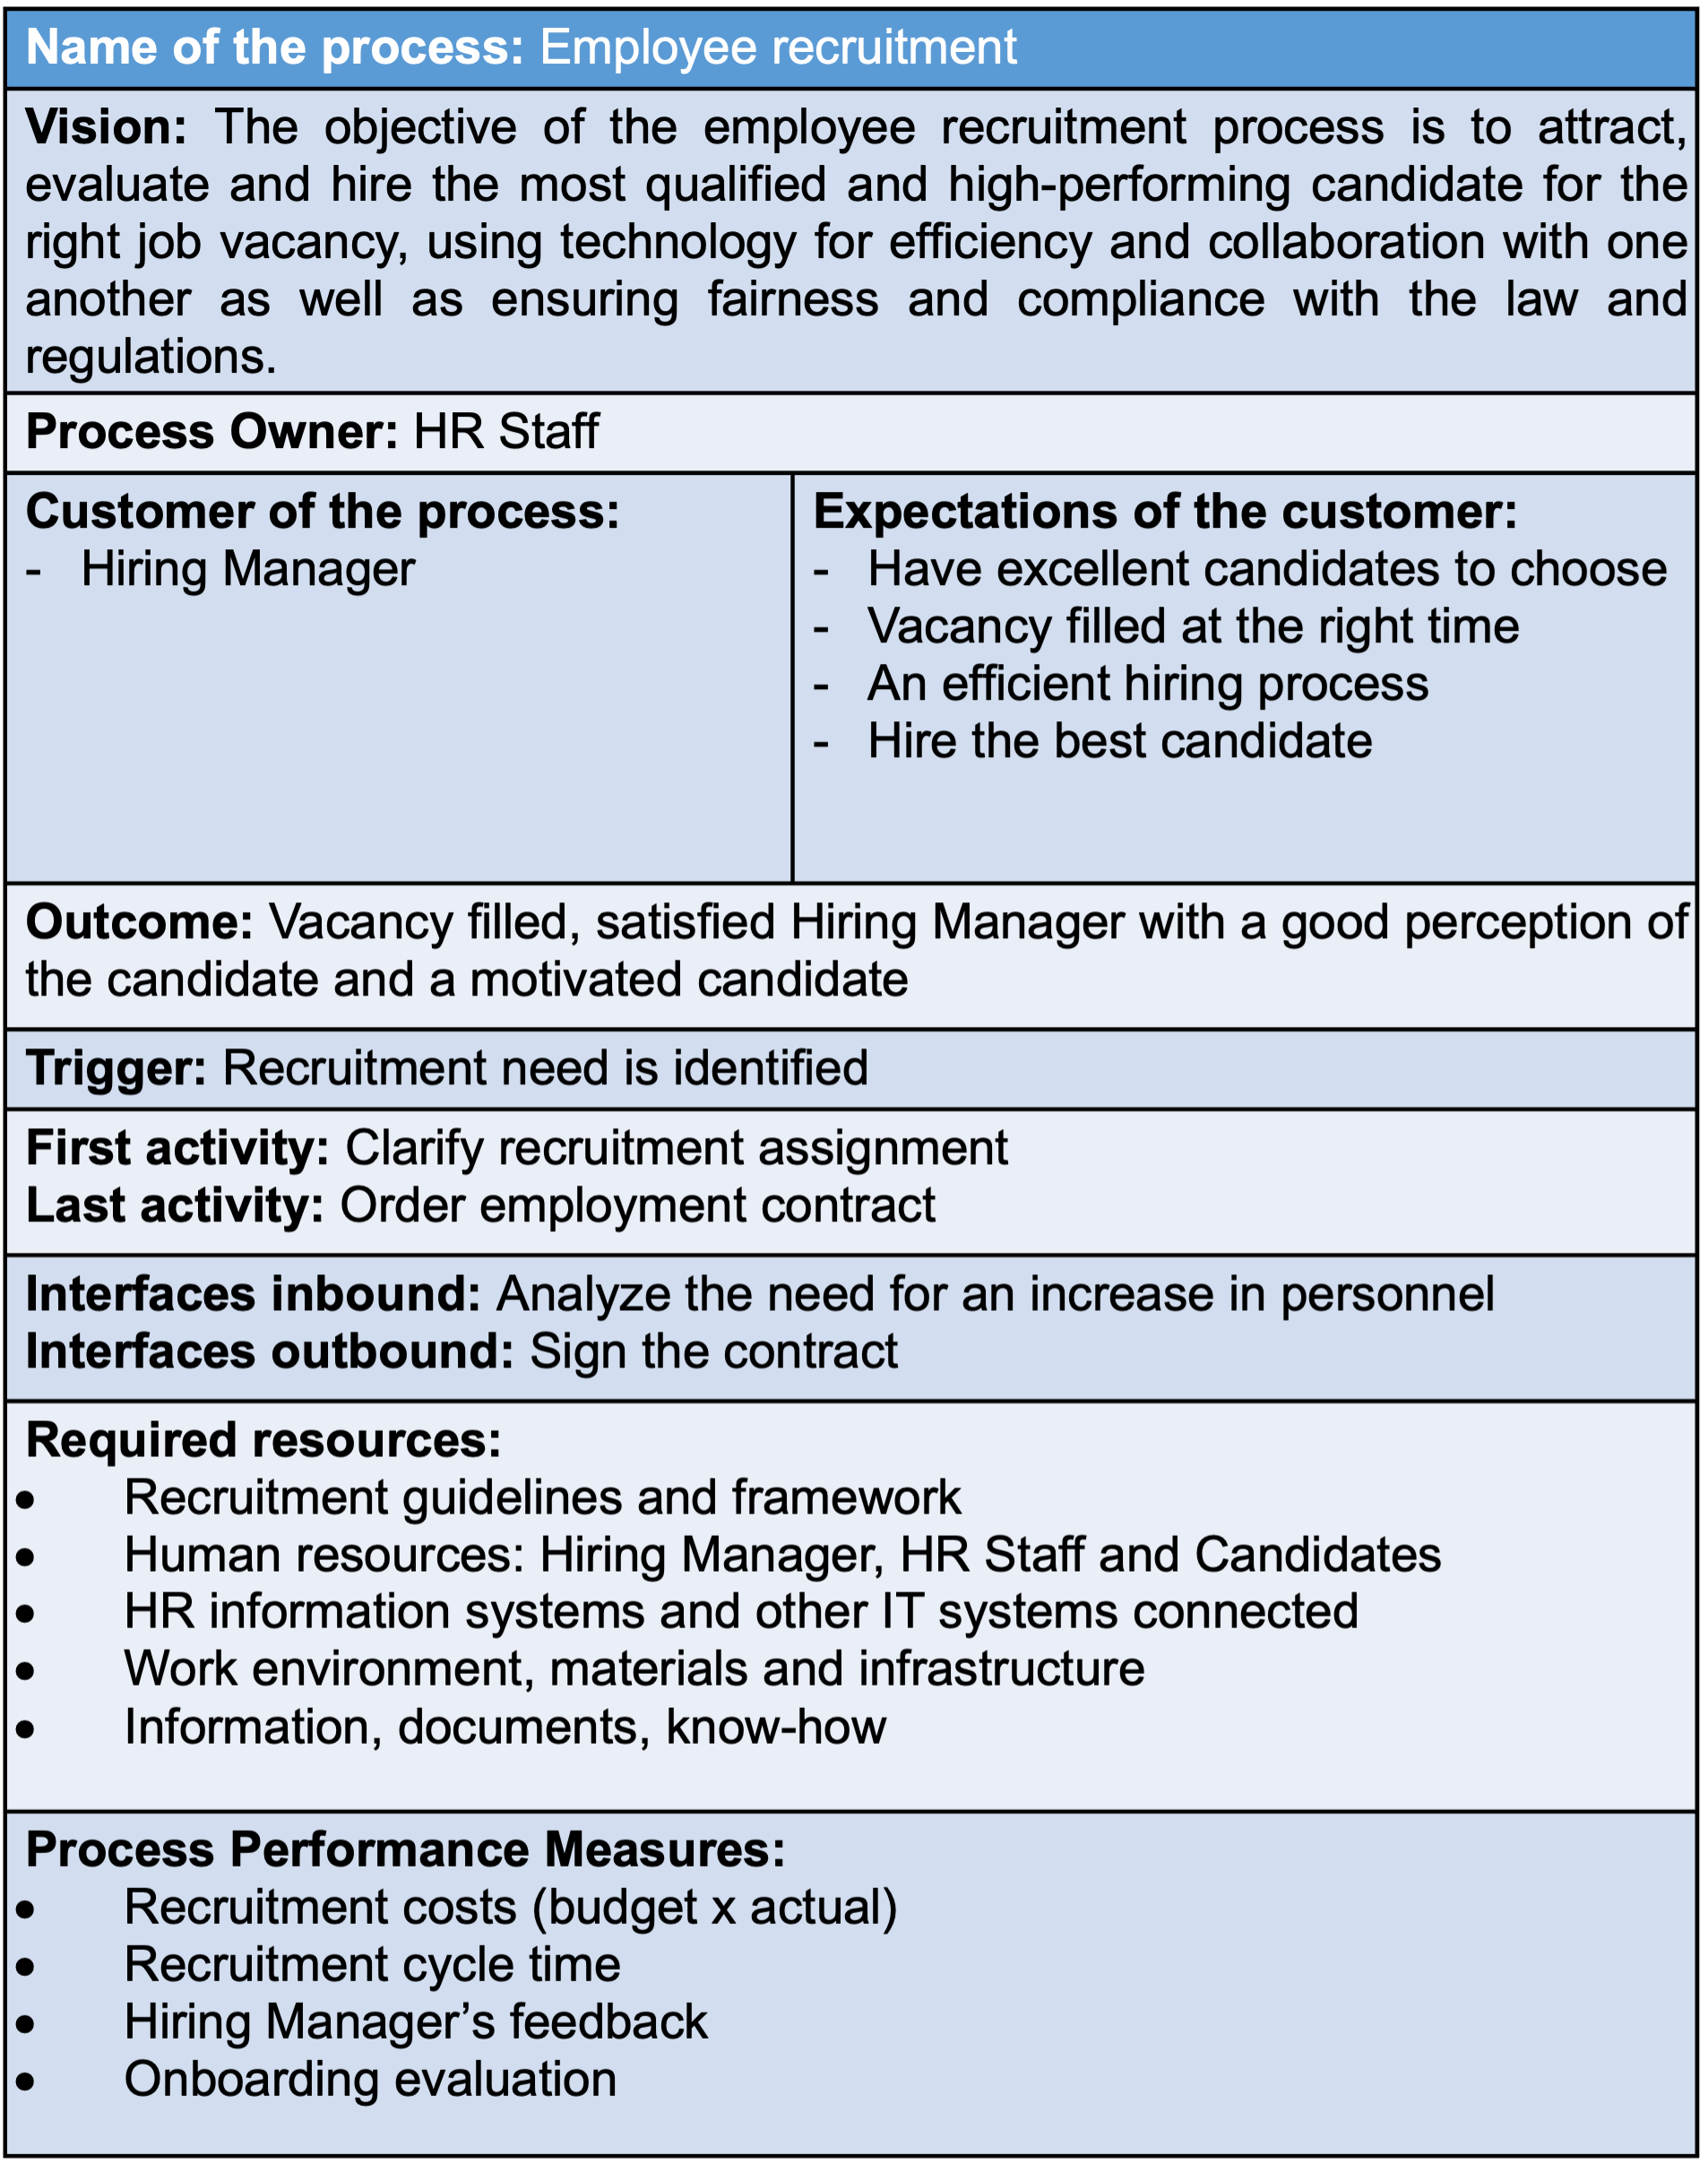 Name of the process: Employee recruitment
Vision: The objective of the employee recruitment process is to attract,
evaluate and hire the most qualified and high-performing candidate for the
right job vacancy, using technology for efficiency and collaboration with one
another as well as ensuring fairness and compliance with the law and
regulations.
Process Owner: HR Staff
Customer of the process:
- Hiring Manager
Expectations of the customer:
- Have excellent candidates to choose
- Vacancy filled at the right time
- An efficient hiring process
- Hire the best candidate
Outcome: Vacancy filled, satisfied Hiring Manager with a good perception of
the candidate and a motivated candidate
Trigger: Recruitment need is identified
First activity: Clarify recruitment assignment
Last activity: Order employment contract
Interfaces inbound: Analyze the need for an increase in personnel
Interfaces outbound: Sign the contract
Required resources:
• Recruitment guidelines and framework
• Human resources: Hiring Manager, HR Staff and Candidates
• HR information systems and other IT systems connected
• Work environment, materials and infrastructure
• Information, documents, know-how
Process Performance Measures:
• Recruitment costs (budget x actual)
• Recruitment cycle time
• Hiring Manager’s feedback
• Onboarding evaluation